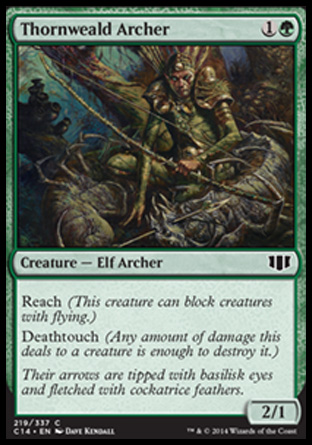 Thornweald Archer 1
Creature — Elf Archer
Reach (This creature can block creatures
with flying.)
Deathtouch (Any amount of damage this
deals to a creature is enough to destroy it.)
Their arrows are tipped with basilisk eyes
and fletched with cockatrice feathers.
2/1
219/337 C
C14 • EN Dave Kendall
™ & © 2014 Wizards of the Coast